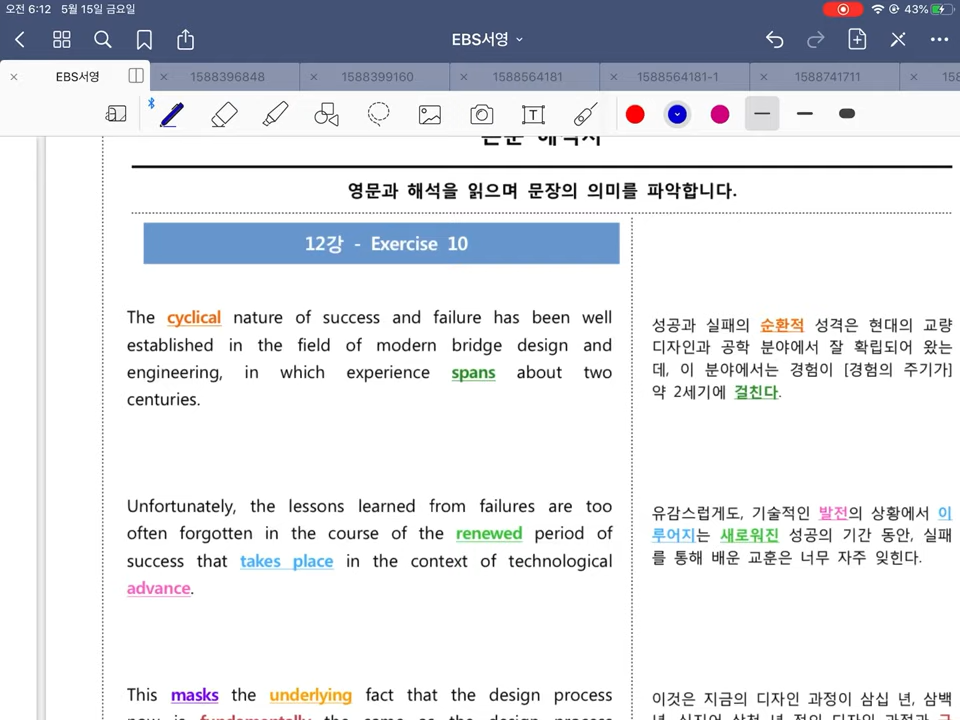 오전 6:12 5월 15일 금요일
43%
EBS서영
EBS서영
1588396848
1588399160
1588564181
1588564181-1
1588741711
영문과 해석을 읽으며 문장의 의미를 파악합니다.
12강 - Exercise 10
The cyclical nature of success and failure has been well
established in the field of modern bridge design and
engineering, in which experience spans about two
centuries.
성공과 실패의 순환적 성격은 현대의 교량
디자인과 공학 분야에서 잘 확립되어 왔는
데, 이 분야에서는 경험이 [경험의 주기가]
약 2세기에 걸친다.
Unfortunately, the lessons learned from failures are too
often forgotten in the course of the renewed period of
success that takes place in the context of technological
advance.
유감스럽게도, 기술적인 발전의 상황에서 이
루어지는 새로워진 성공의 기간 동안, 실패
를 통해 배운 교훈은 너무 자주 잊힌다.
This masks the underlying fact that the design process
now is fundamentally the same as the design process
이것은 지금의 디자인 과정이 삼십 년, 삼백